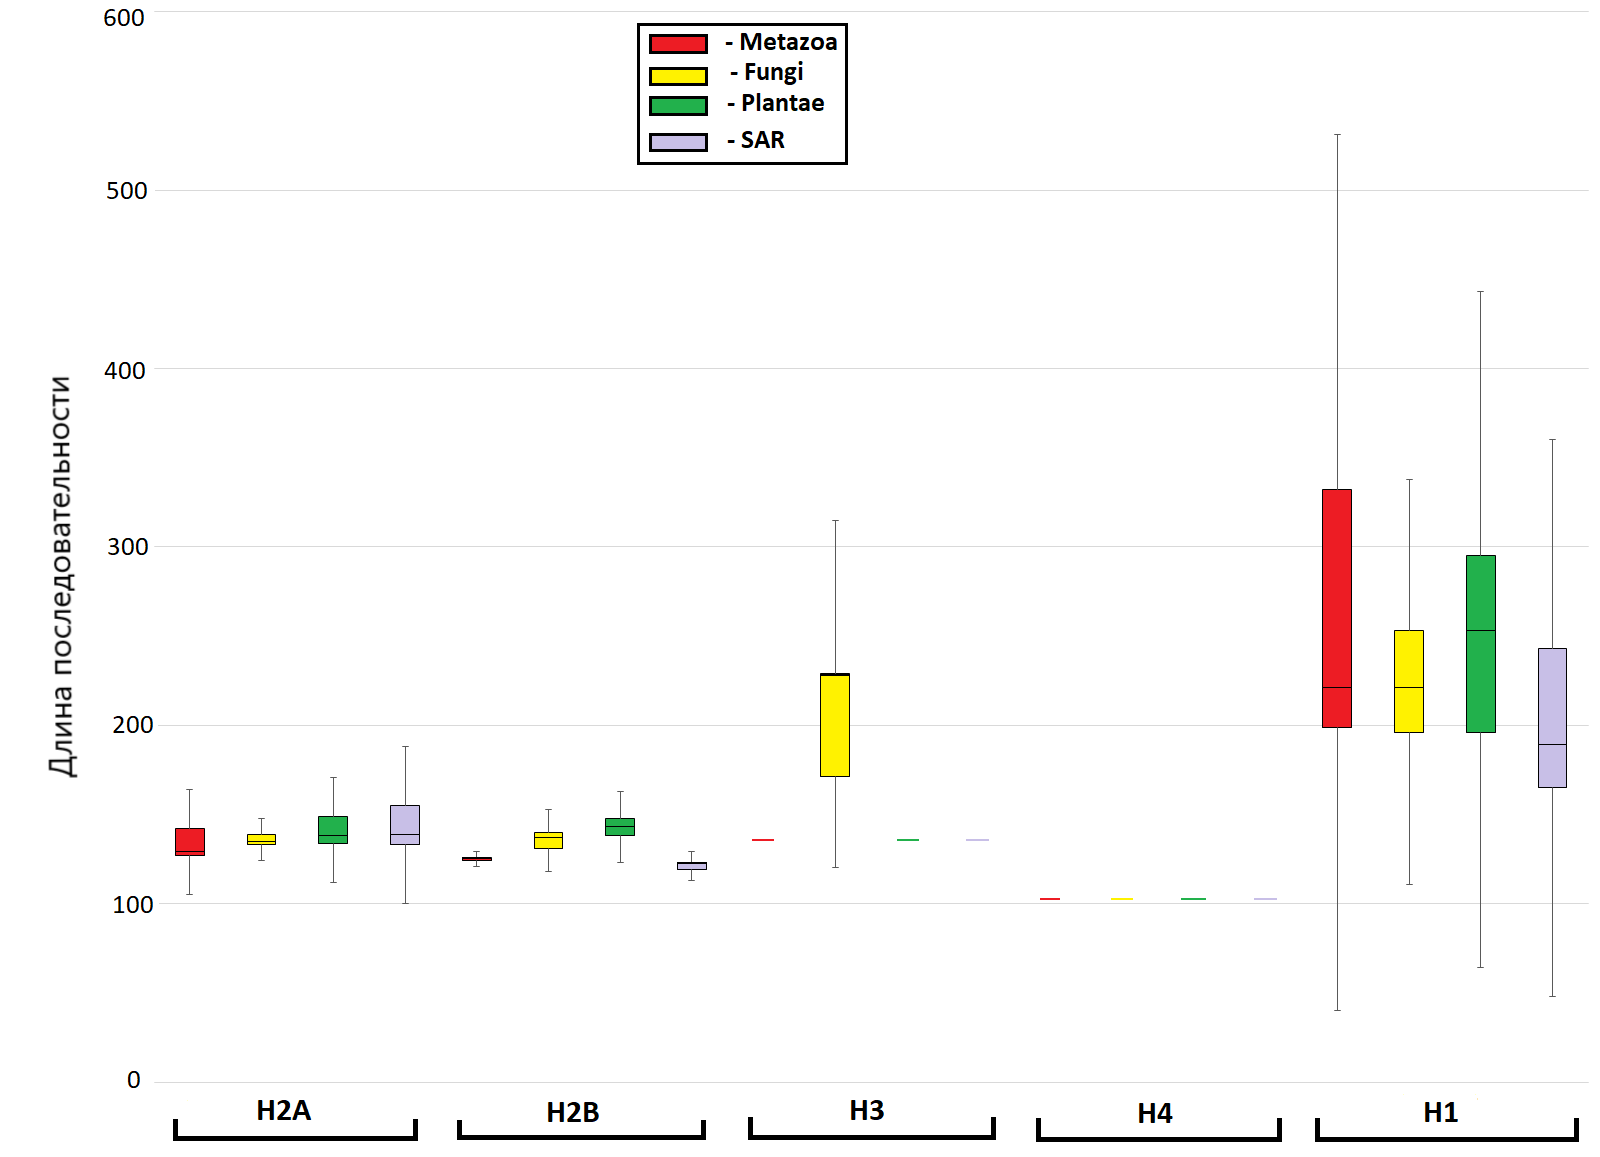 600
- Metazoa
- Fungi
- Plantae
- SAR
500
400
300
200
100
0
Длина последовательности
H2A
H2B
H3
H4
H1